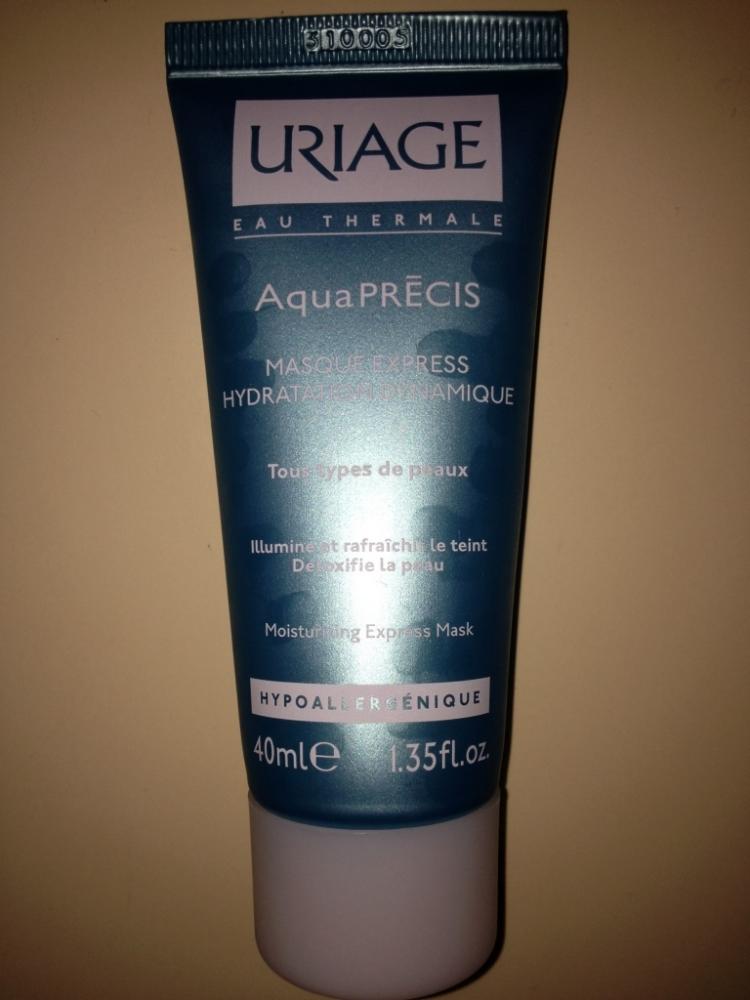 310005
URIAGE
EAU THERMALE
AquaPRĒCIS
MASQUE EXPRESS
HYDRATATION DYNAMIQUE
Tous types de peaux
Illumine et rafraîchit le teint
Detoxifie la peau
Moisturizing Express Mask
HYPOALLERGÉNIQUE
40ml℮ 1.35fl.oz.